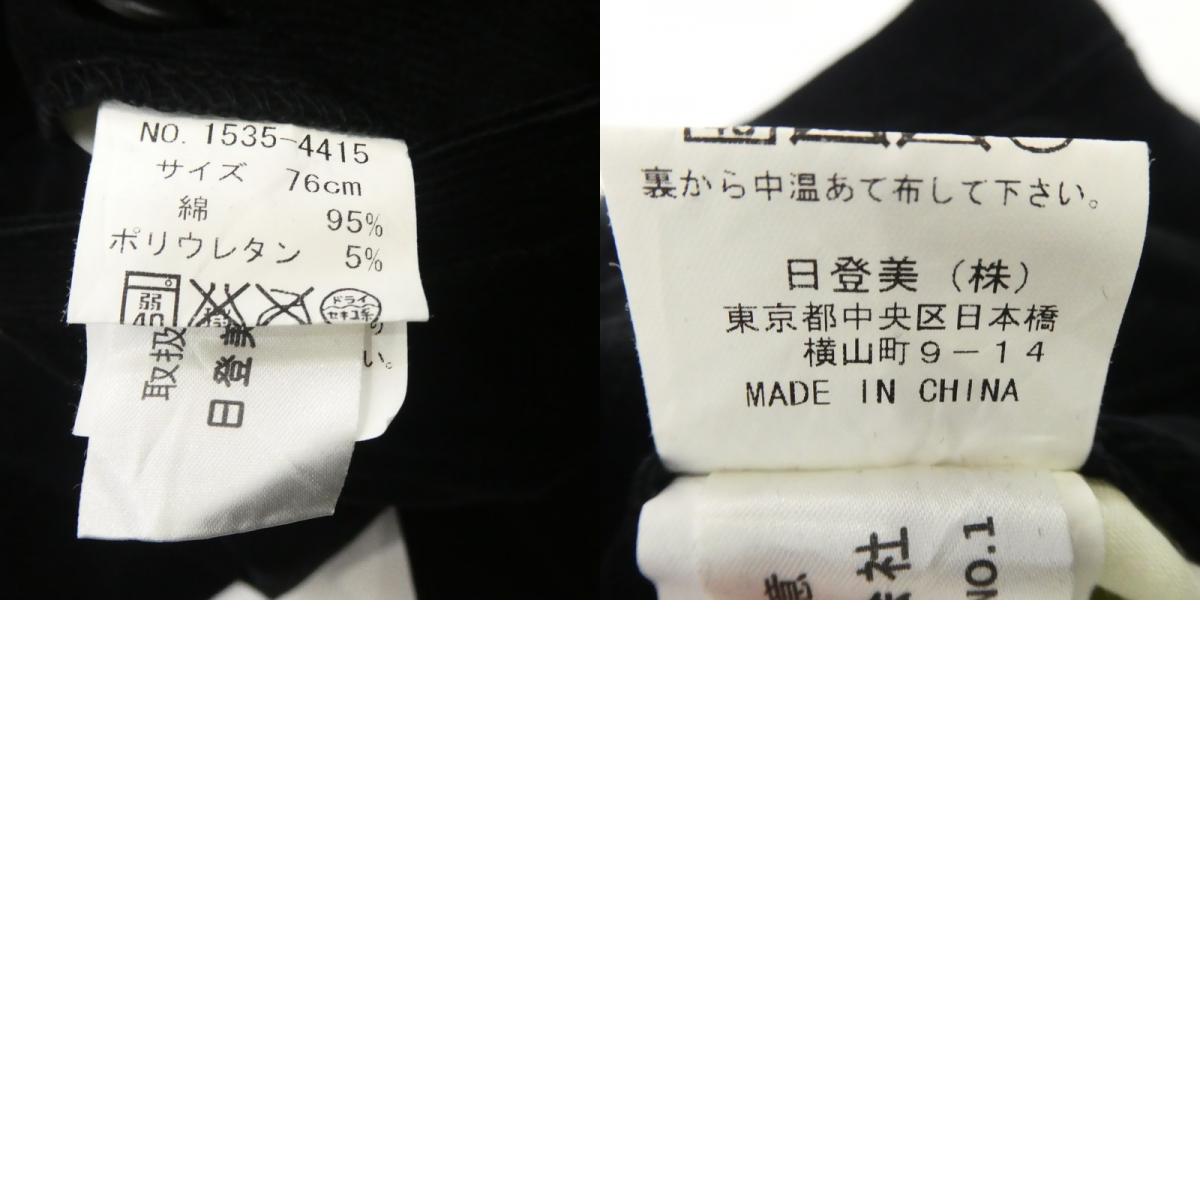 NO. 1535-4415
サイズ 76cm
綿 95%
ポリウレタン 5%
弱
40
ドライ
セキユ系
い。
取扱
日登美
裏から中温あて布して下さい。
日登美(株)
東京都中央区日本橋
横山町9-14
MADE IN CHINA
意
社
NO.1